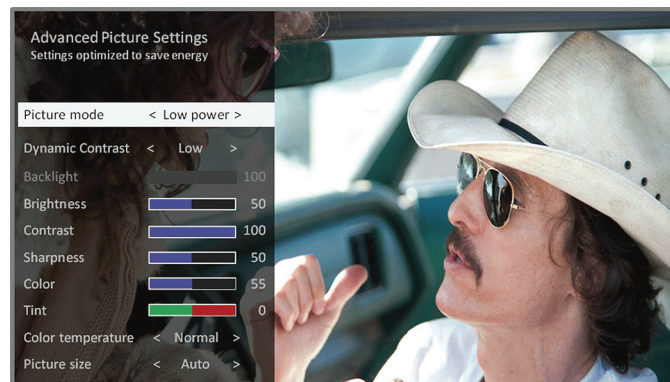 Advanced Picture Settings
Settings optimized to save energy
Picture mode < Low power >
Dynamic Contrast < Low >
Backlight 100
Brightness 50
Contrast 100
Sharpness 50
Color 55
Tint 0
Color temperature < Normal >
Picture size < Auto >